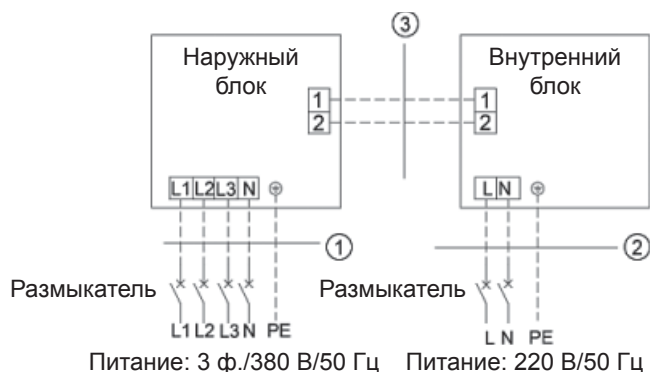 ③
Наружный блок
Внутренний блок
1
2
1
2
L1 L2 L3 N
L N
①
②
Размыкатель
Размыкатель
L1 L2 L3 N PE
L N PE
Питание: 3 ф./380 В/50 Гц
Питание: 220 В/50 Гц